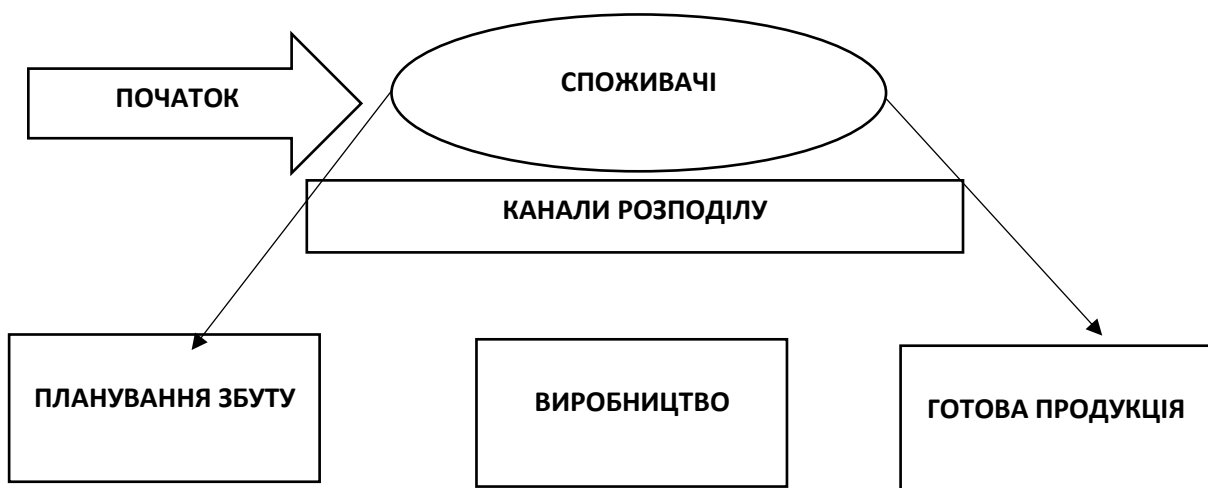 ПОЧАТОК
СПОЖИВАЧІ
КАНАЛИ РОЗПОДІЛУ
ПЛАНУВАННЯ ЗБУТУ
ВИРОБНИЦТВО
ГОТОВА ПРОДУКЦІЯ